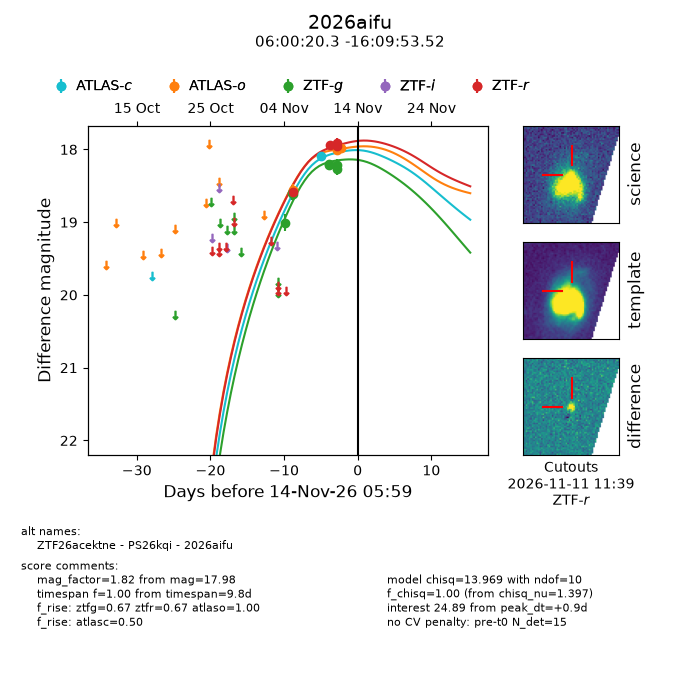 2026aifu
06:00:20.3 -16:09:53.52
ATLAS-c
ATLAS-o
ZTF-g
ZTF-i
ZTF-r
15 Oct
25 Oct
04 Nov
14 Nov
24 Nov
18
19
20
21
22
Difference magnitude
−30
−20
−10
0
10
Days before 14-Nov-26 05:59
science
template
difference
Cutouts
2026-11-11 11:39
ZTF-r
alt names:
ZTF26acektne - PS26kqi - 2026aifu
score comments:
mag_factor=1.82 from mag=17.98
timespan f=1.00 from timespan=9.8d
f_rise: ztfg=0.67 ztfr=0.67 atlaso=1.00
f_rise: atlasc=0.50
model chisq=13.969 with ndof=10
f_chisq=1.00 (from chisq_nu=1.397)
interest 24.89 from peak_dt=+0.9d
no CV penalty: pre-t0 N_det=15